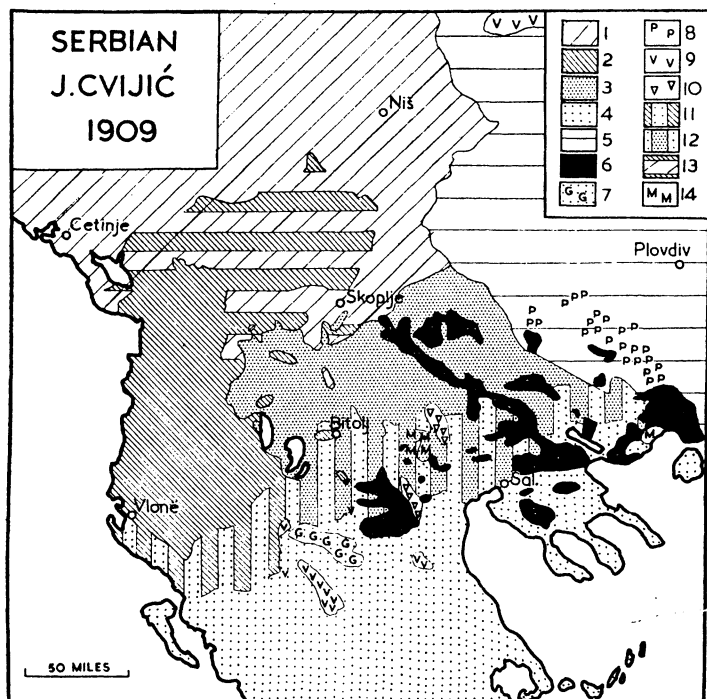 SERBIAN
J. CVIJIĆ
1909
1
2
3
4
5
6
G G 7
P P 8
V V 9
10
11
12
13
M M 14
Niš
Cetinje
Plovdiv
Skoplje
Bitolj
Sal.
Vlonë
50 MILES